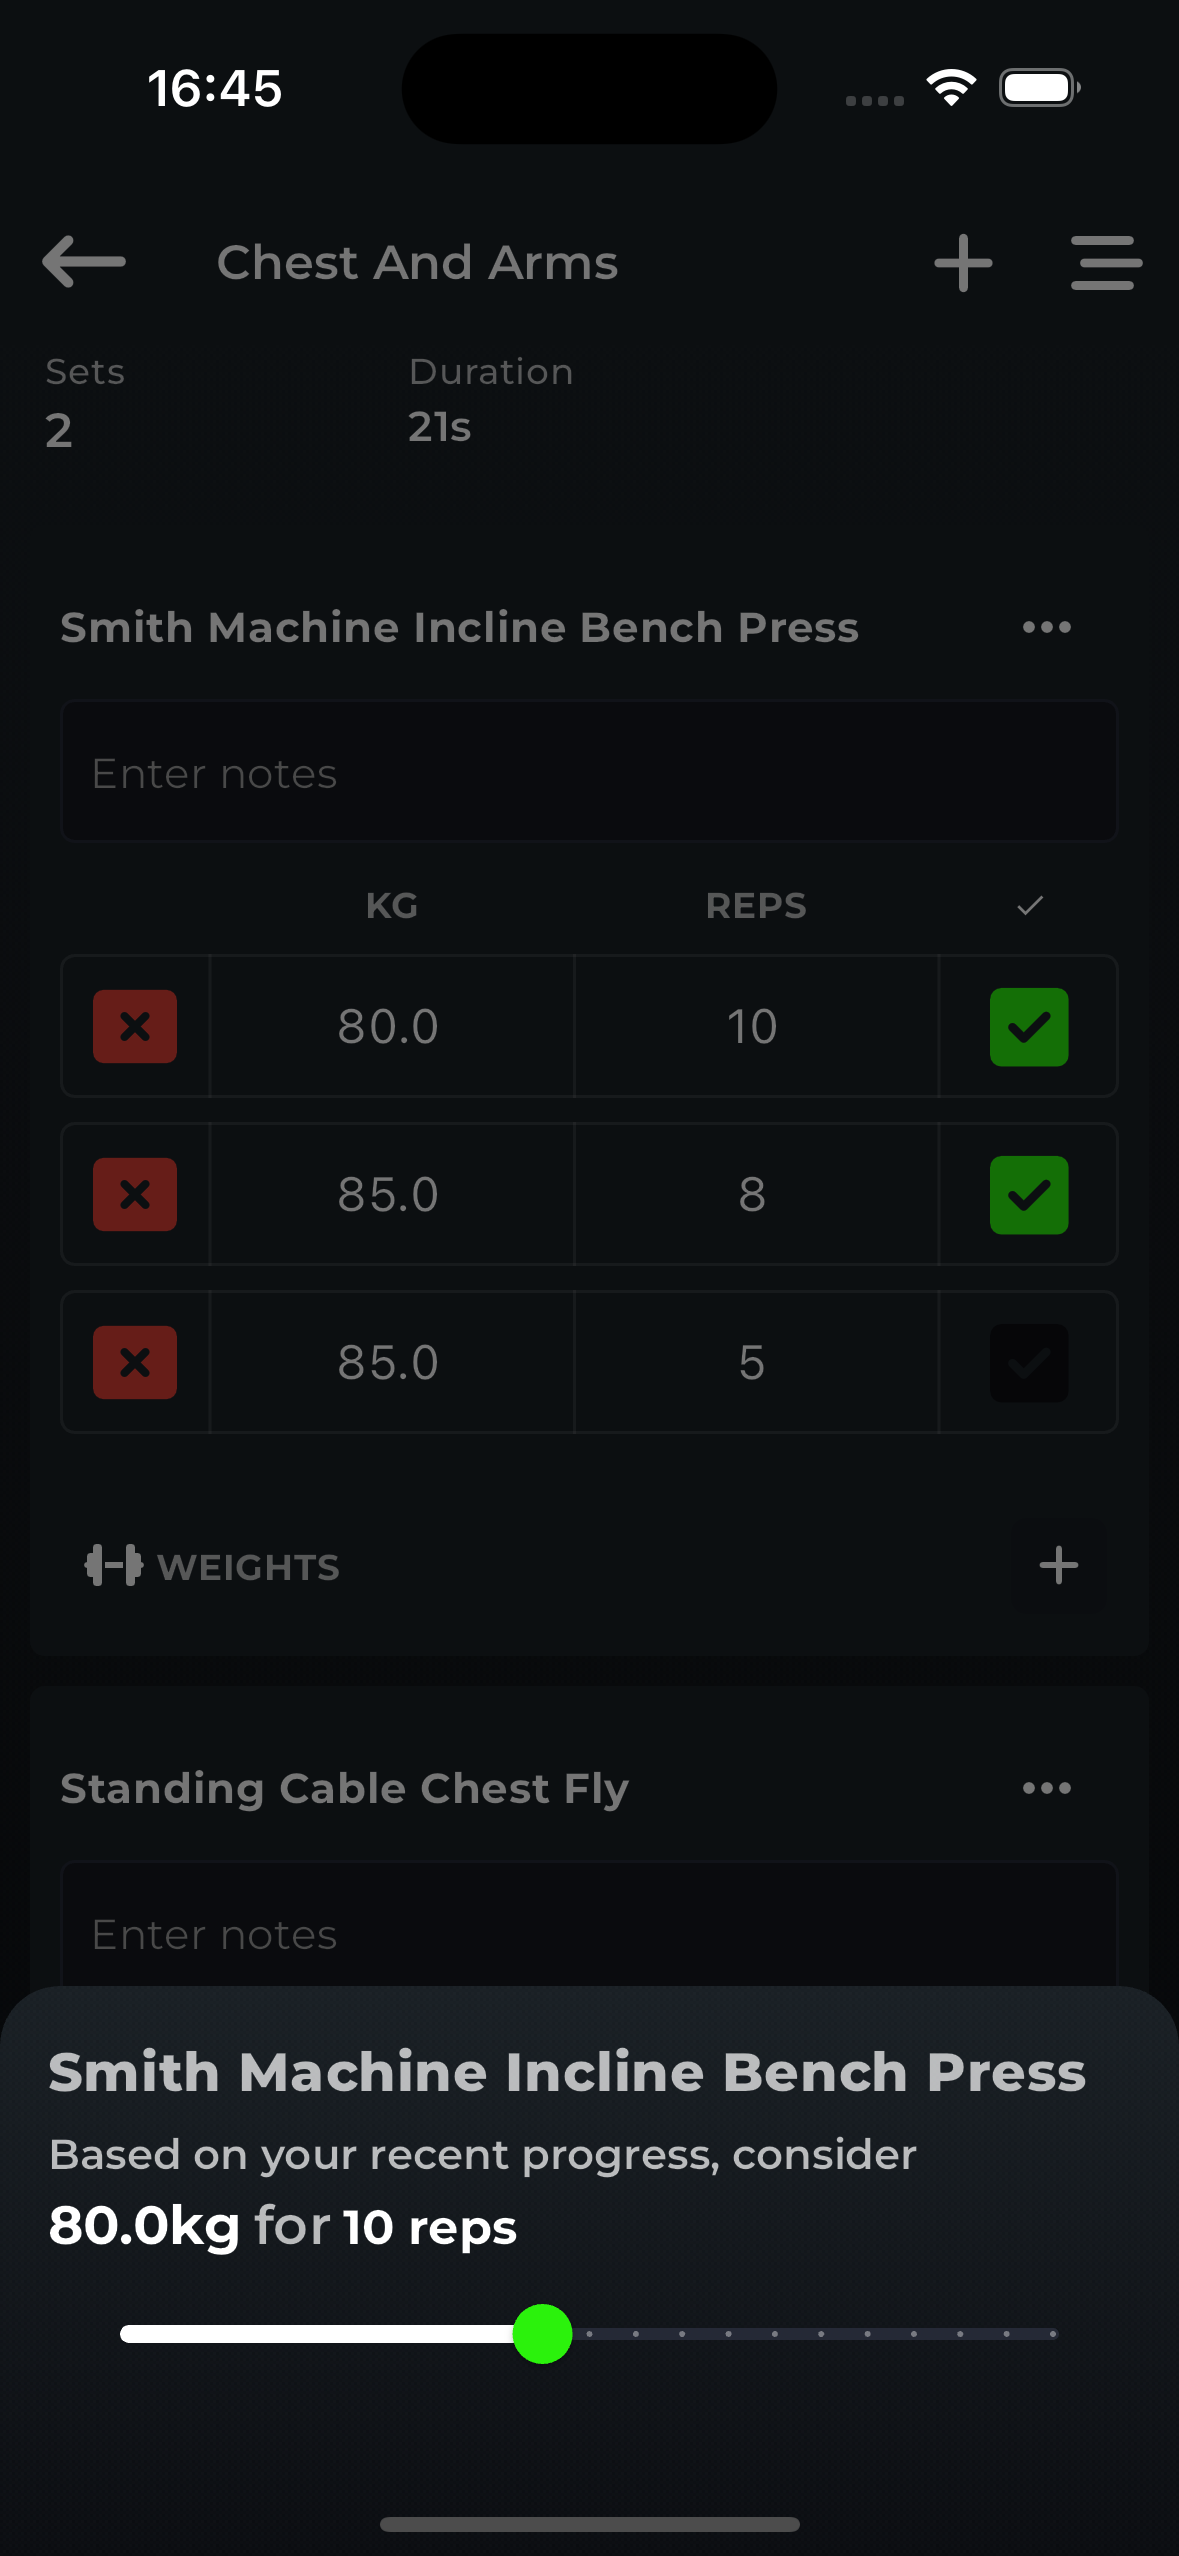 16:45
Chest And Arms
Sets
Duration
2
21s
Smith Machine Incline Bench Press
Enter notes
KG REPS
80.0 10
85.0 8
85.0 5
WEIGHTS
Standing Cable Chest Fly
Enter notes
Smith Machine Incline Bench Press
Based on your recent progress, consider
80.0kg for 10 reps